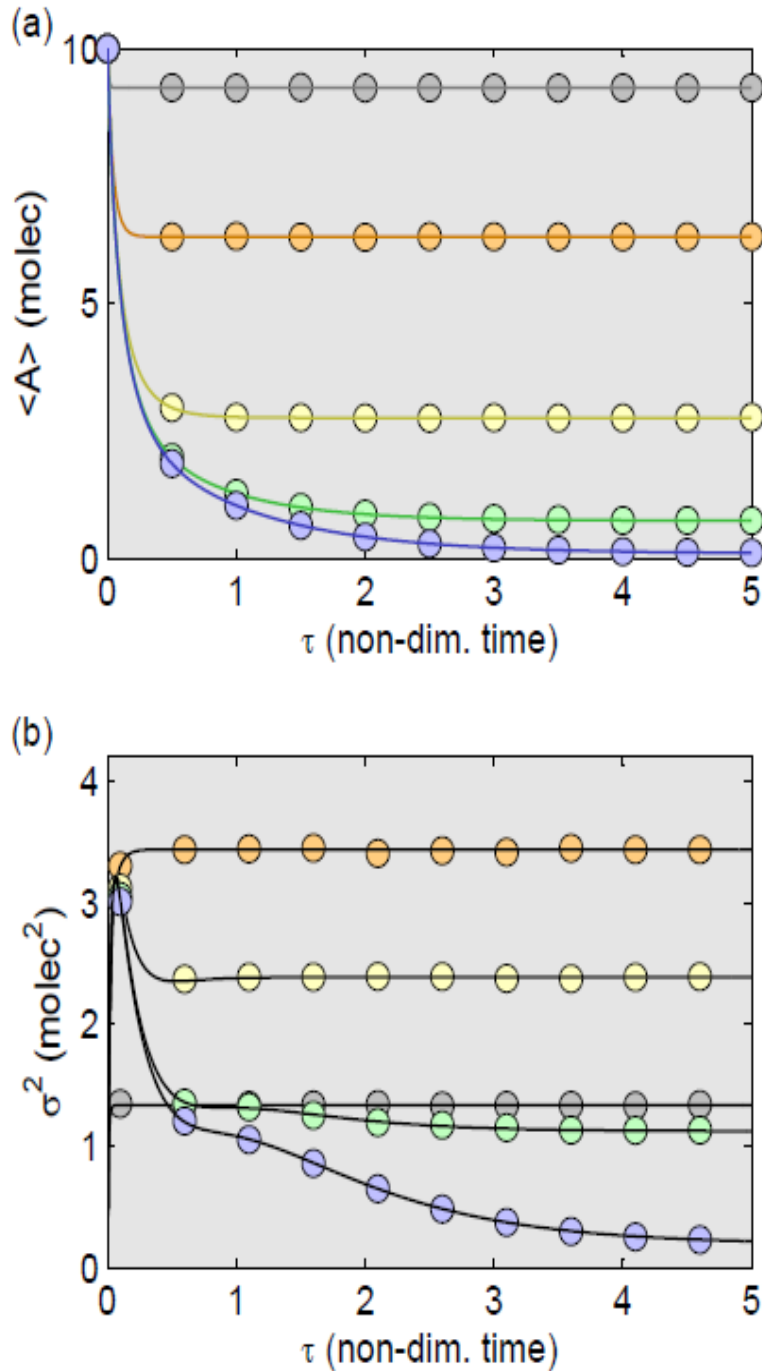 (a)
10
5
0
<A> (molec)
0 1 2 3 4 5
τ (non-dim. time)
(b)
4
3
2
1
0
σ² (molec²)
0 1 2 3 4 5
τ (non-dim. time)